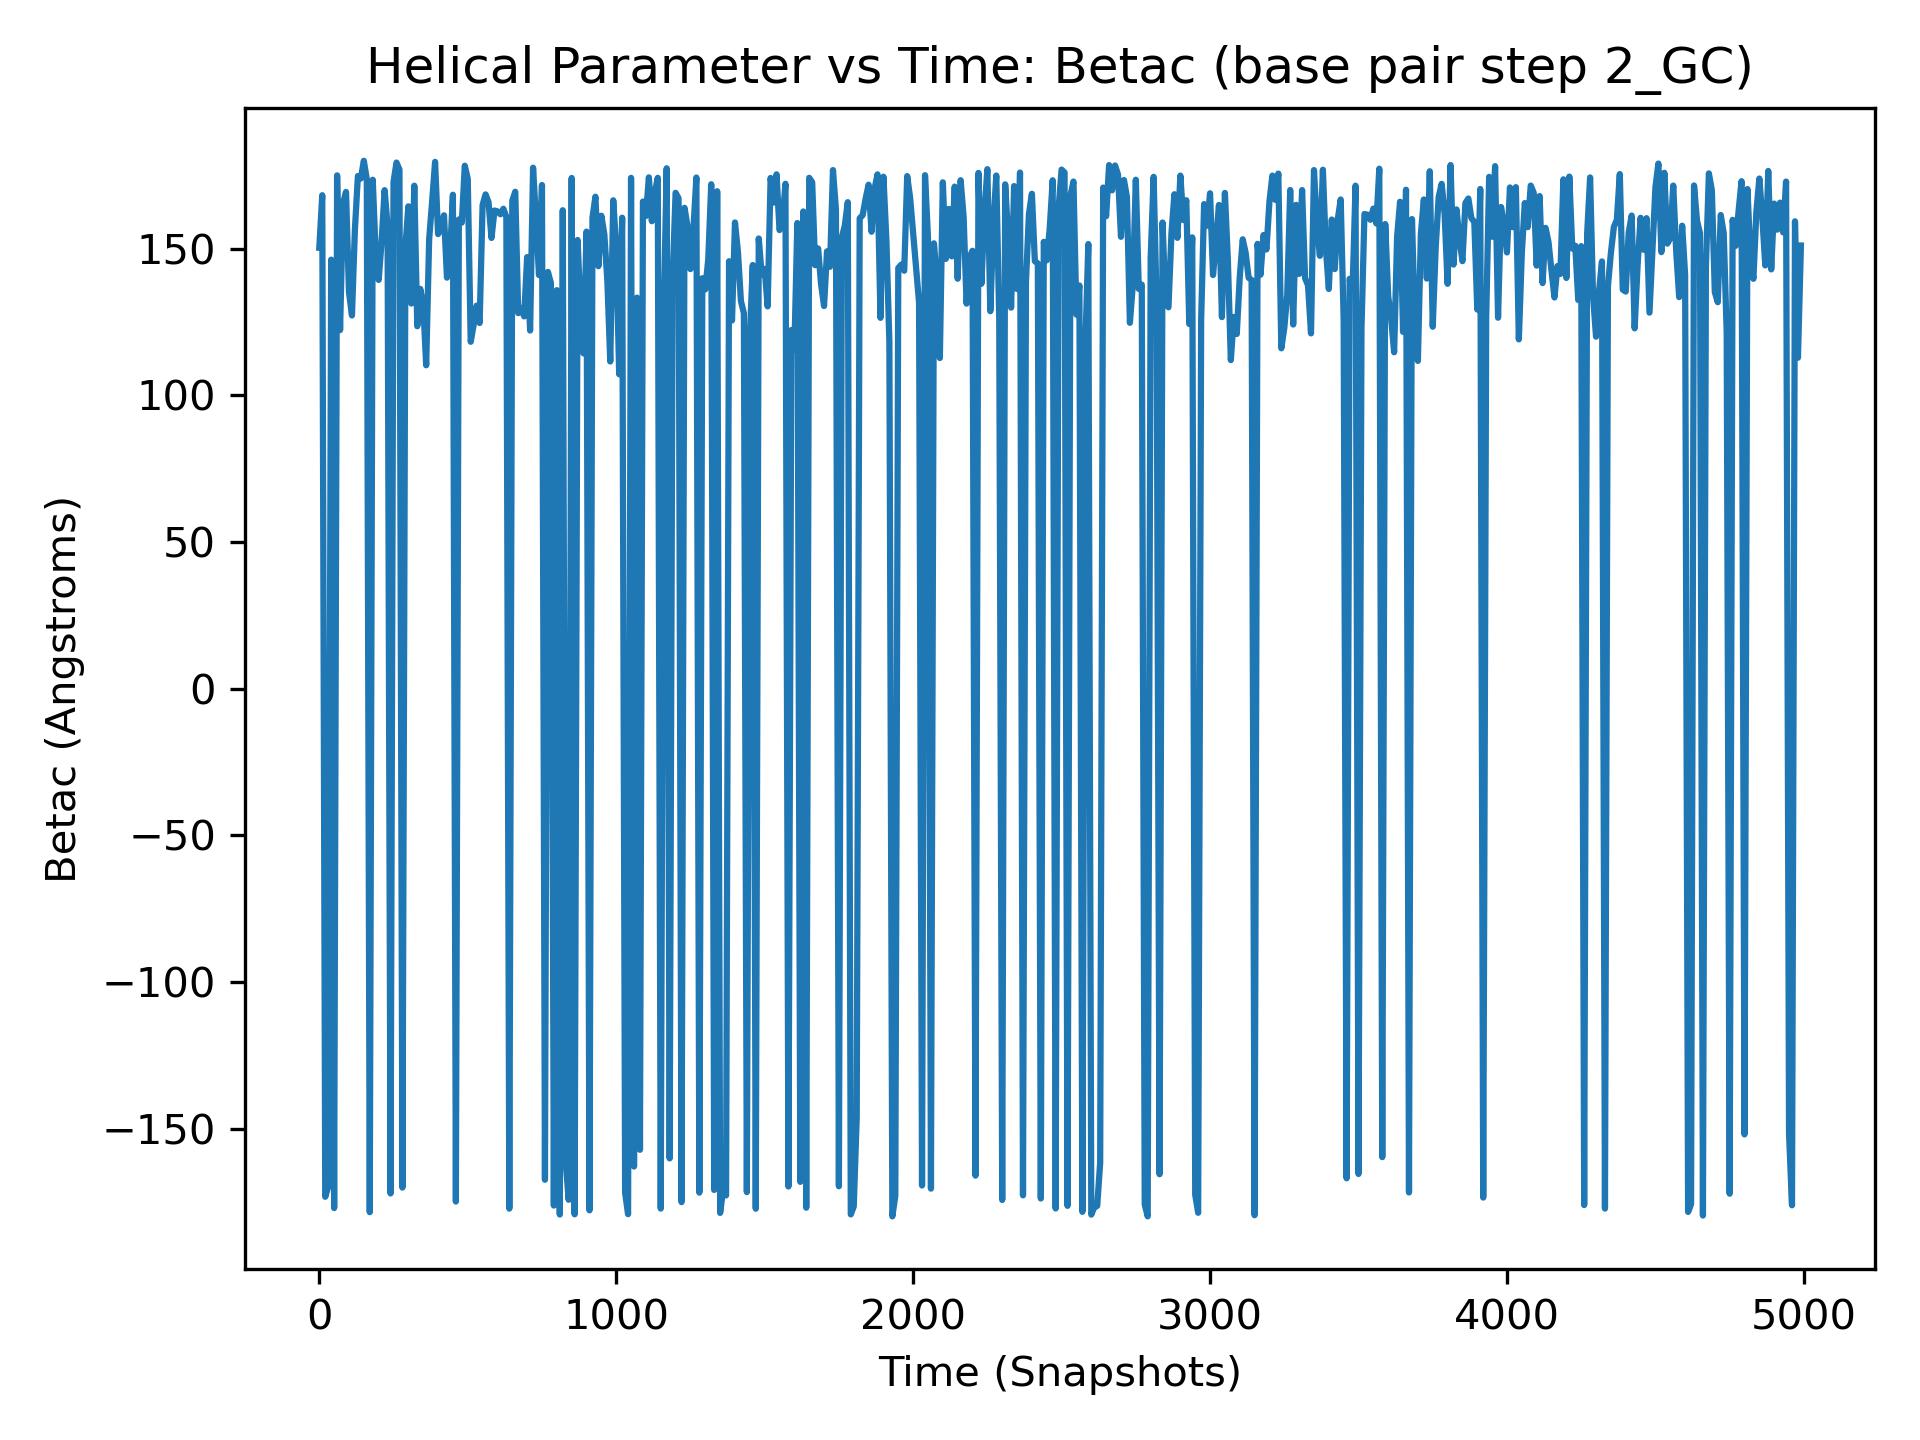 Helical Parameter vs Time: Betac (base pair step 2_GC)
Betac (Angstroms)
150
100
50
0
−50
−100
−150
0 1000 2000 3000 4000 5000
Time (Snapshots)